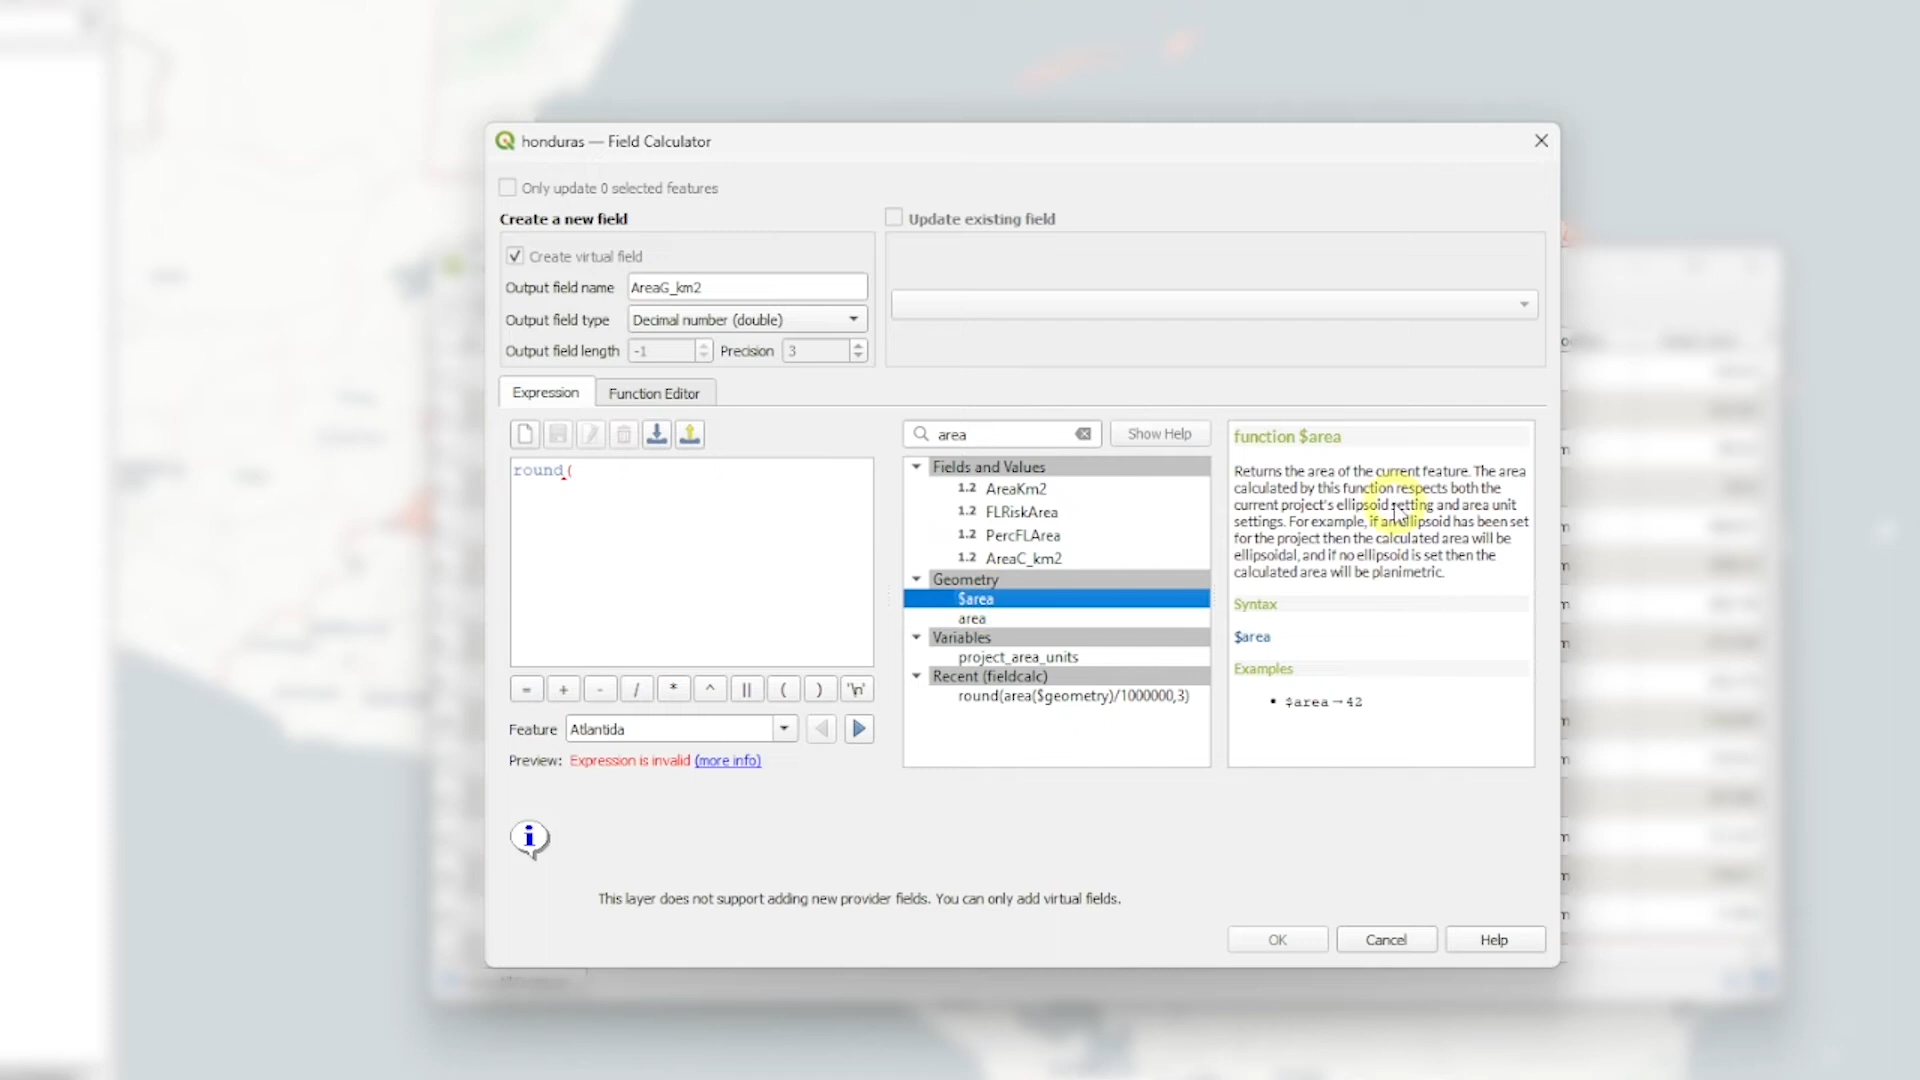 honduras — Field Calculator
Only update 0 selected features
Create a new field
Update existing field
Create virtual field
Output field name AreaG_km2
Output field type Decimal number (double)
Output field length -1 Precision 3
Expression Function Editor
area Show Help
round(
Fields and Values
1.2 AreaKm2
1.2 FLRiskArea
1.2 PercFLArea
1.2 AreaC_km2
Geometry
$area
area
Variables
project_area_units
Recent (fieldcalc)
round(area($geometry)/1000000,3)
function $area
Returns the area of the current feature. The area
calculated by this function respects both the
current project's ellipsoid setting and area unit
settings. For example, if an ellipsoid has been set
for the project then the calculated area will be
ellipsoidal, and if no ellipsoid is set then the
calculated area will be planimetric.
Syntax
$area
Examples
• $area → 42
= + - / * ^ || ( ) '\n'
Feature Atlantida
Preview: Expression is invalid (more info)
This layer does not support adding new provider fields. You can only add virtual fields.
OK Cancel Help